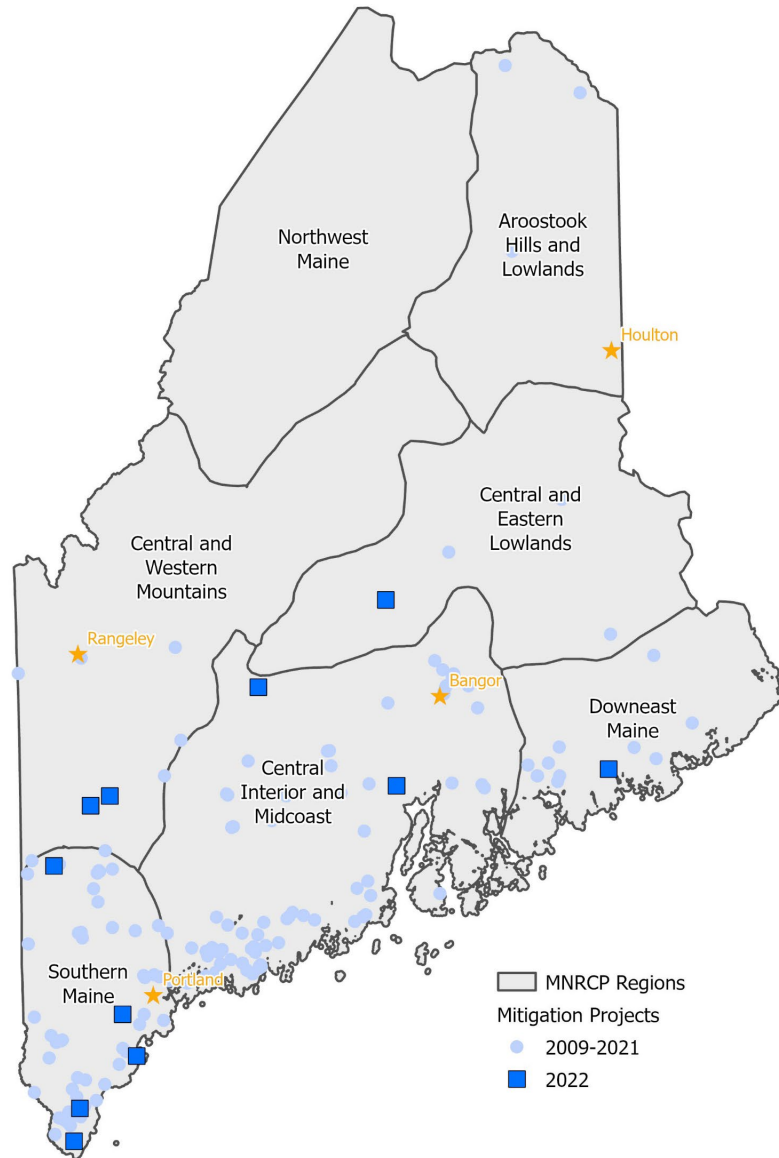 Northwest
Maine
Aroostook
Hills and
Lowlands
Houlton
Central and
Eastern
Lowlands
Central and
Western
Mountains
Rangeley
Bangor
Downeast
Maine
Central
Interior and
Midcoast
Southern
Maine
Portland
MNRCP Regions
Mitigation Projects
2009-2021
2022